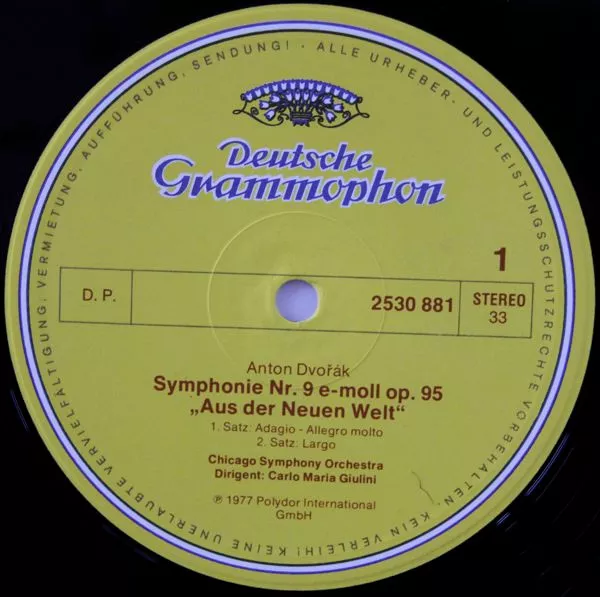 Deutsche
Grammophon
1
D. P.
2530 881
STEREO
33
Anton Dvořák
Symphonie Nr. 9 e-moll op. 95
„Aus der Neuen Welt“
1. Satz: Adagio - Allegro molto
2. Satz: Largo
Chicago Symphony Orchestra
Dirigent: Carlo Maria Giulini
℗ 1977 Polydor International
GmbH
ALLE URHEBER- UND LEISTUNGSSCHUTZRECHTE VORBEHALTEN. KEIN VERLEIH! KEINE UNERLAUBTE VERVIELFÄLTIGUNG, VERMIETUNG, AUFFÜHRUNG, SENDUNG! ·